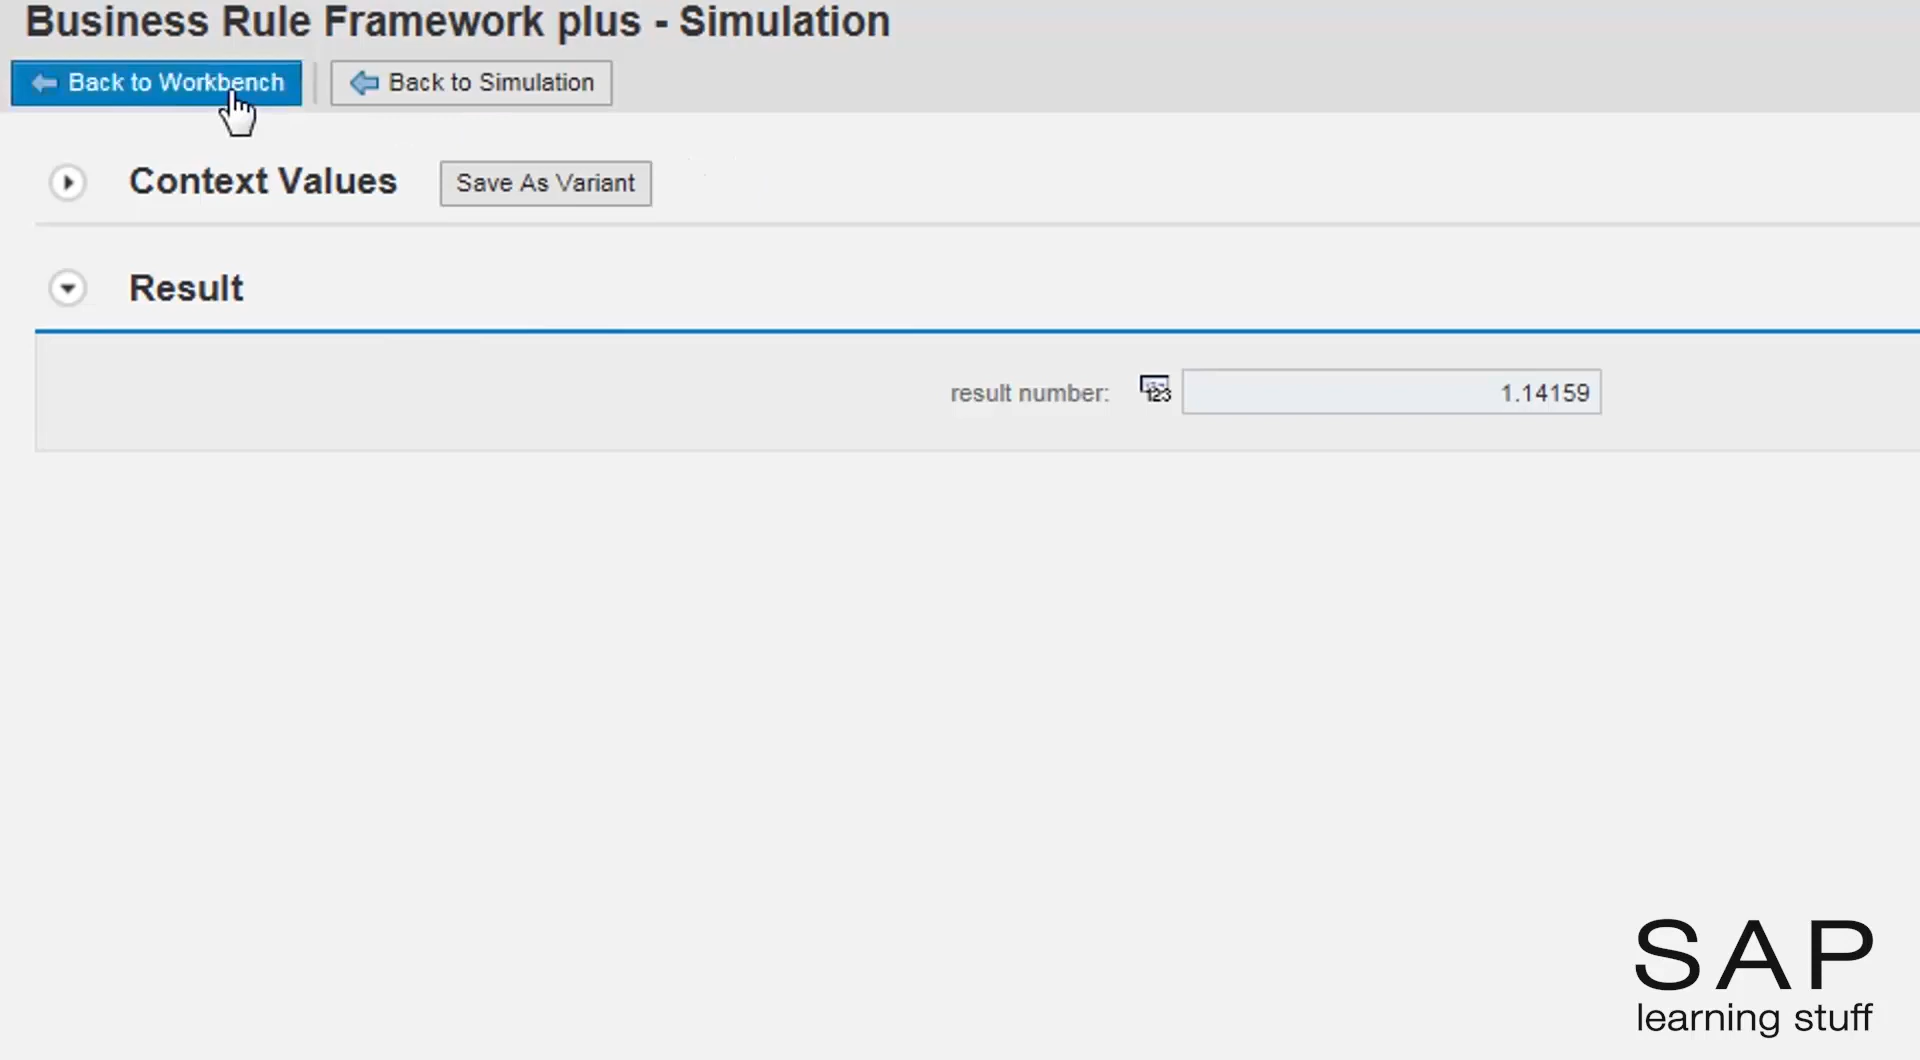 Business Rule Framework plus - Simulation
Back to Workbench
Back to Simulation
Context Values
Save As Variant
Result
result number:
123
1.14159
SAP
learning stuff